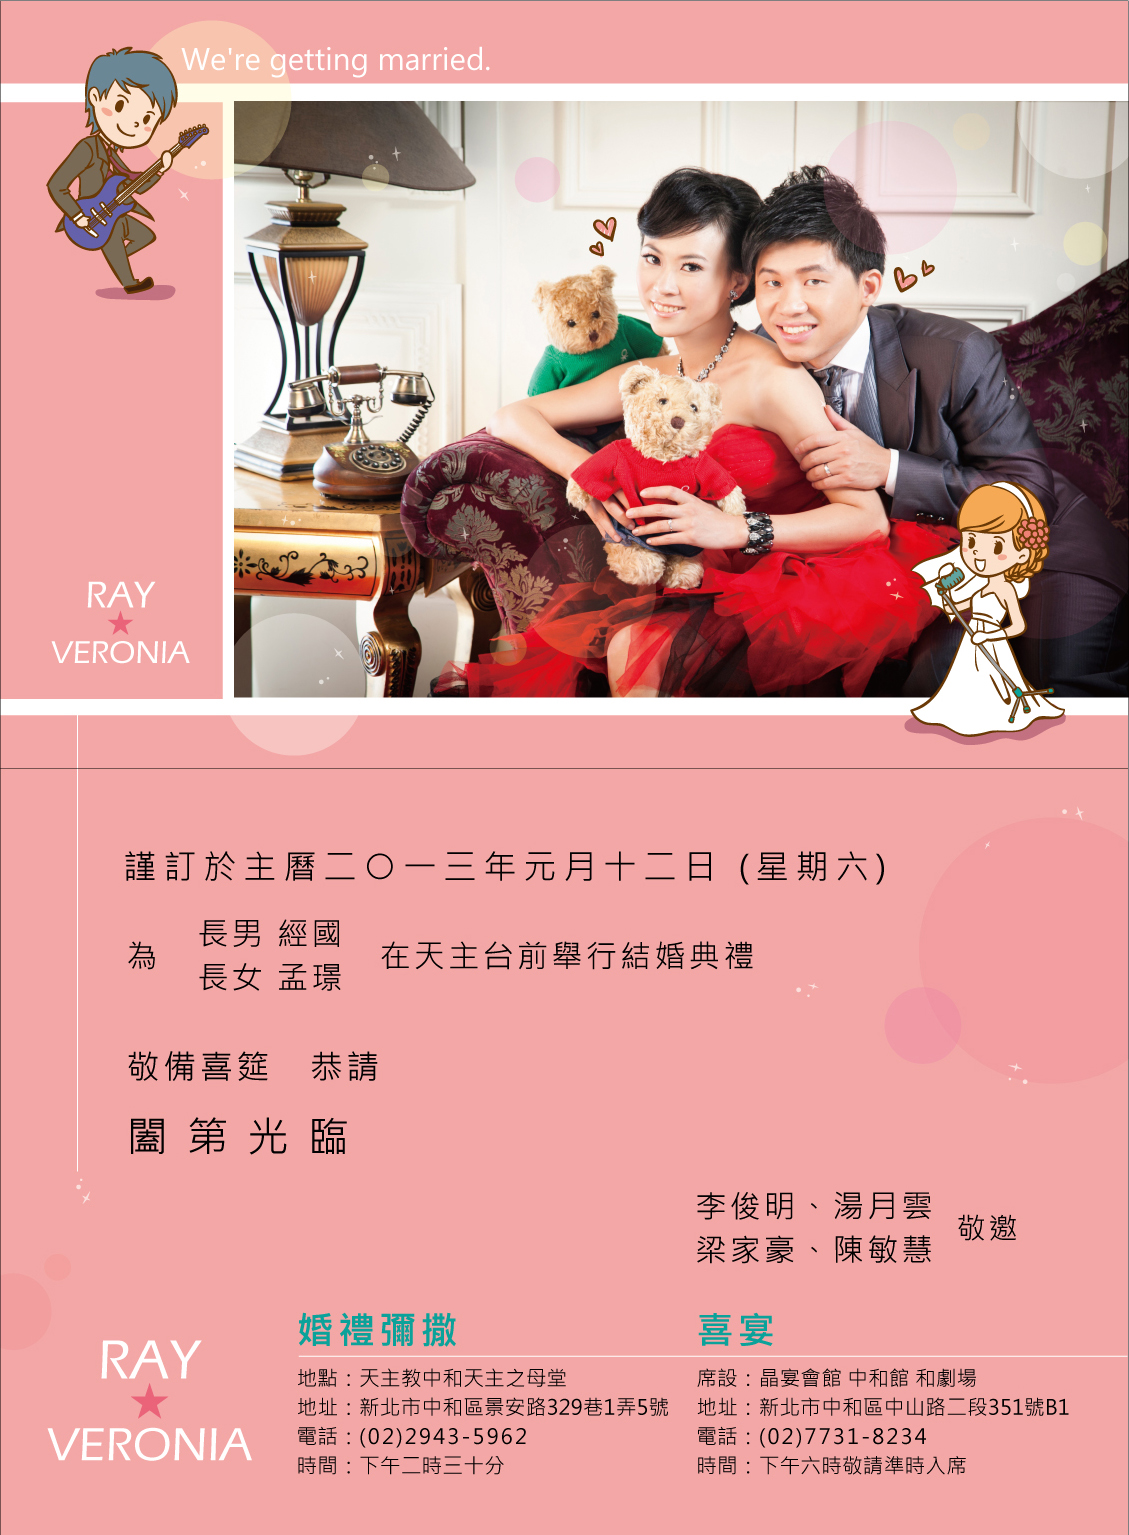 We're getting married.
RAY
VERONIA
謹訂於主曆二〇一三年元月十二日 (星期六)
為
長男 經國
長女 孟璟
在天主台前舉行結婚典禮
敬備喜筵 恭請
闔第光臨
李俊明、湯月雲
梁家豪、陳敏慧
敬邀
RAY
VERONIA
婚禮彌撒
地點：天主教中和天主之母堂
地址：新北市中和區景安路329巷1弄5號
電話：(02)2943-5962
時間：下午二時三十分
喜宴
席設：晶宴會館 中和館 和劇場
地址：新北市中和區中山路二段351號B1
電話：(02)7731-8234
時間：下午六時敬請準時入席